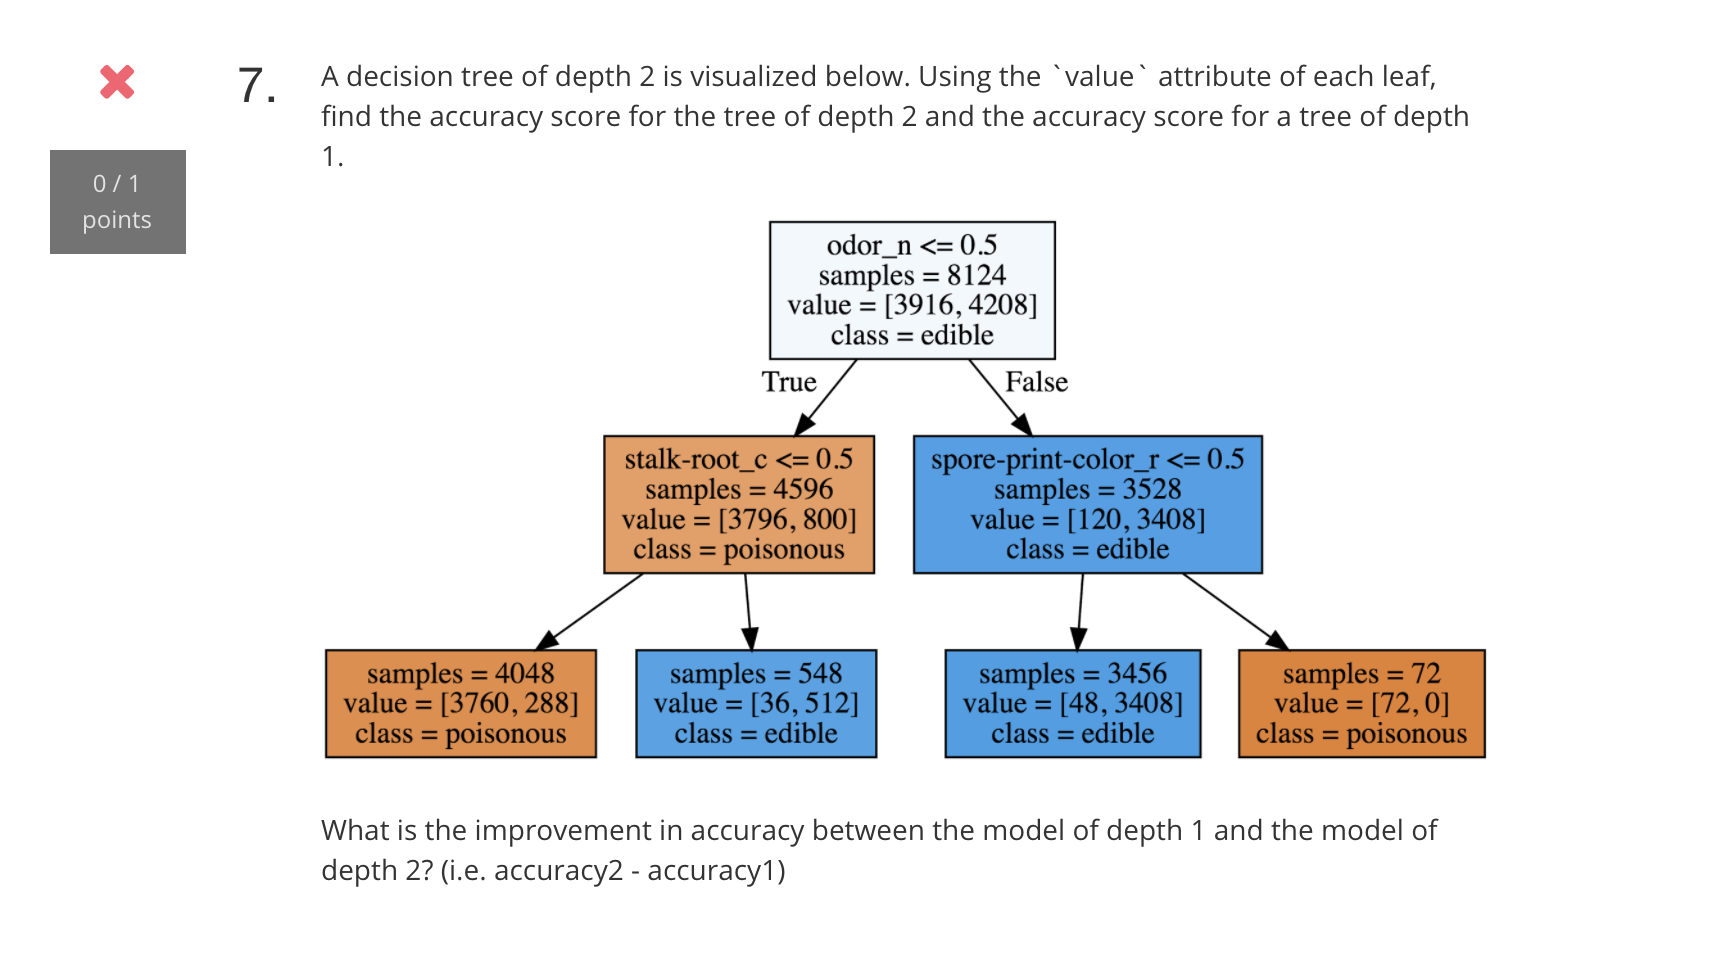 7.
A decision tree of depth 2 is visualized below. Using the `value` attribute of each leaf,
find the accuracy score for the tree of depth 2 and the accuracy score for a tree of depth
1.
0 / 1
points
odor_n <= 0.5
samples = 8124
value = [3916, 4208]
class = edible
True
False
stalk-root_c <= 0.5
samples = 4596
value = [3796, 800]
class = poisonous
spore-print-color_r <= 0.5
samples = 3528
value = [120, 3408]
class = edible
samples = 4048
value = [3760, 288]
class = poisonous
samples = 548
value = [36, 512]
class = edible
samples = 3456
value = [48, 3408]
class = edible
samples = 72
value = [72, 0]
class = poisonous
What is the improvement in accuracy between the model of depth 1 and the model of
depth 2? (i.e. accuracy2 - accuracy1)